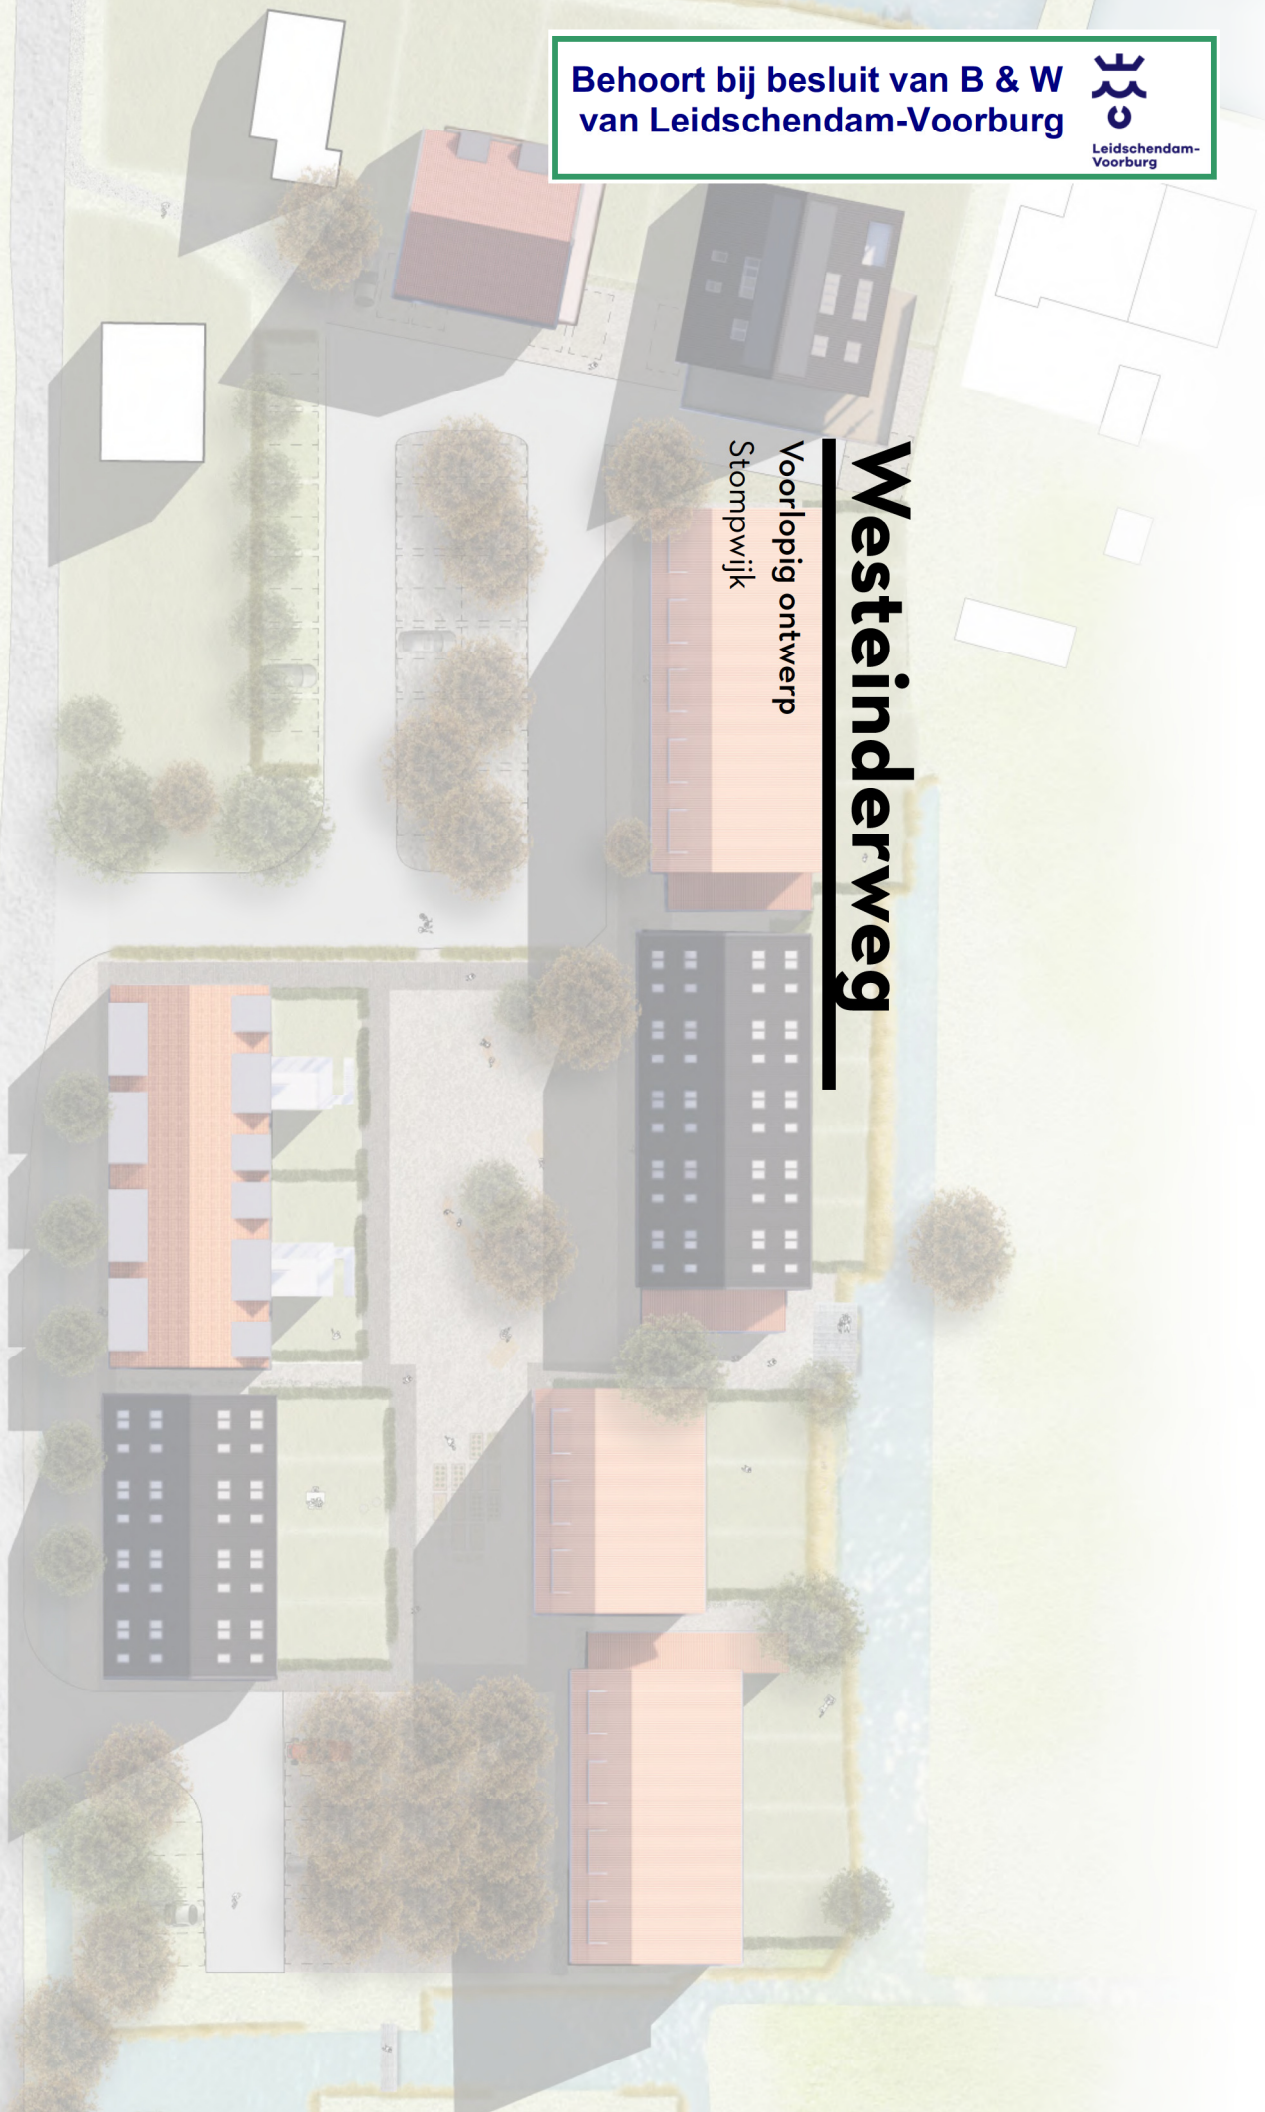 Behoort bij besluit van B & W
van Leidschendam-Voorburg
Leidschendam-
Voorburg
Westeinderweg
Voorlopig ontwerp
Stompwijk